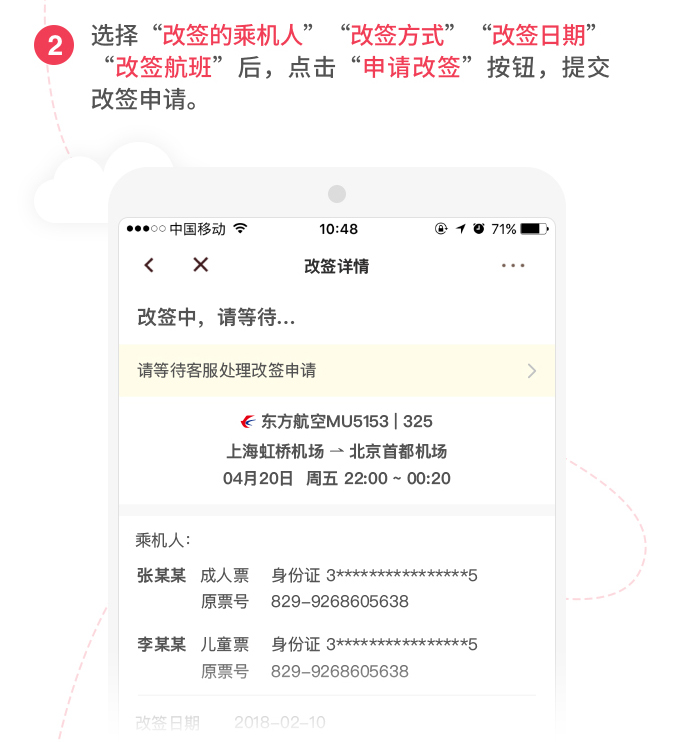 2
选择“改签的乘机人”“改签方式”“改签日期”
“改签航班”后，点击“申请改签”按钮，提交
改签申请。
中国移动 10:48 71%
改签详情 ...
改签中，请等待...
请等待客服处理改签申请
东方航空MU5153 | 325
上海虹桥机场 → 北京首都机场
04月20日 周五 22:00 ~ 00:20
乘机人：
张某某 成人票 身份证 3****************5
原票号 829-9268605638
李某某 儿童票 身份证 3****************5
原票号 829-9268605638
改签日期 2018-02-10